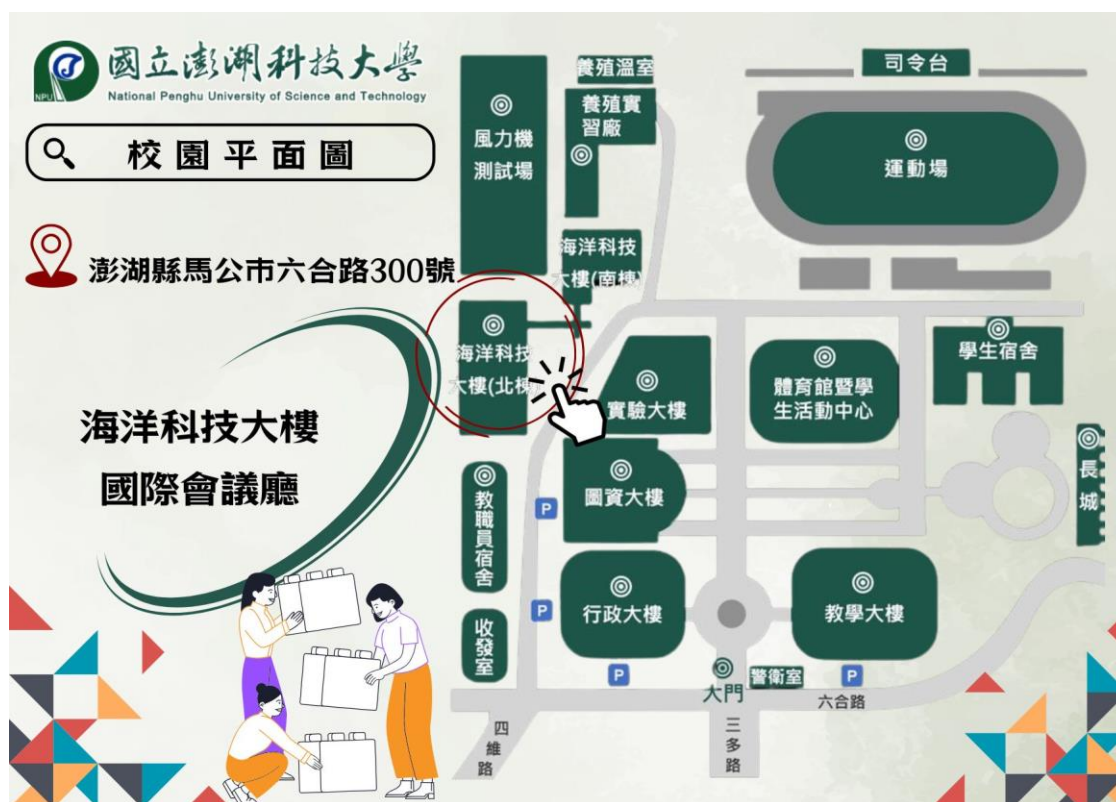 國立澎湖科技大學
NPU
National Penghu University of Science and Technology
校園平面圖
澎湖縣馬公市六合路300號
海洋科技大樓
國際會議廳
養殖溫室
司令台
養殖實
習廠
風力機
測試場
運動場
海洋科技
大樓(南棟)
海洋科技
大樓(北棟
學生宿舍
體育館暨學
生活動中心
實驗大樓
長城
圖資大樓
教職員宿舍
P
行政大樓
教學大樓
P
收發室
P
大門
警衛室
P
六合路
四維路
三多路